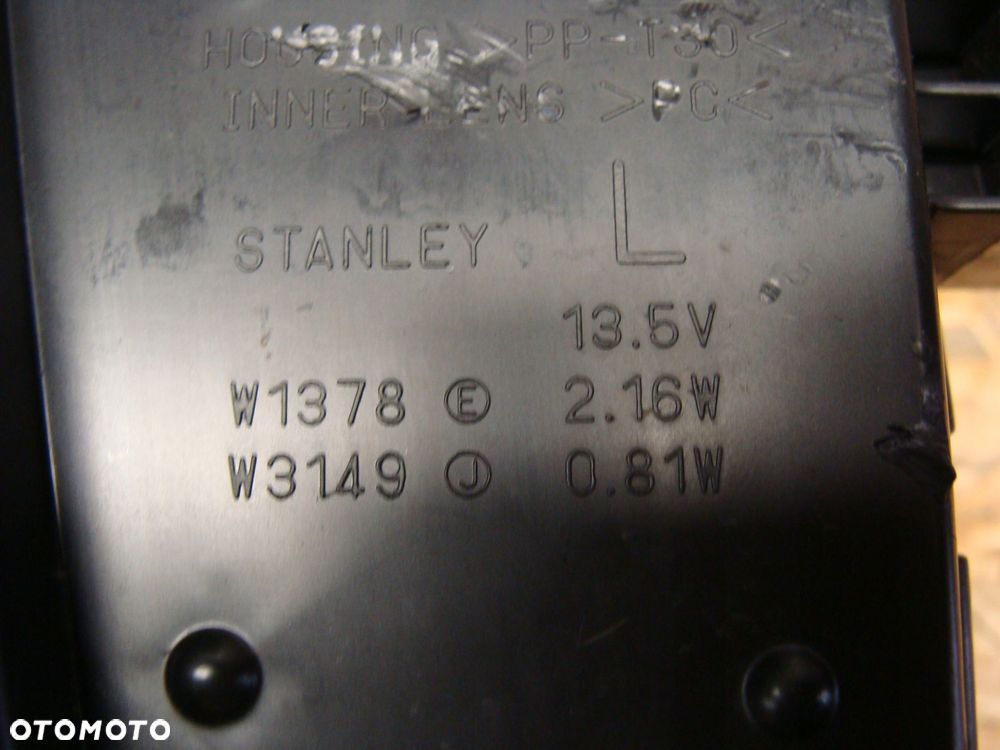 HOUSING >PP-T30<
INNER LENS >PC<
STANLEY L
13.5V
W1378 Ⓔ 2.16W
W3149 Ⓙ 0.81W
OTOMOTO